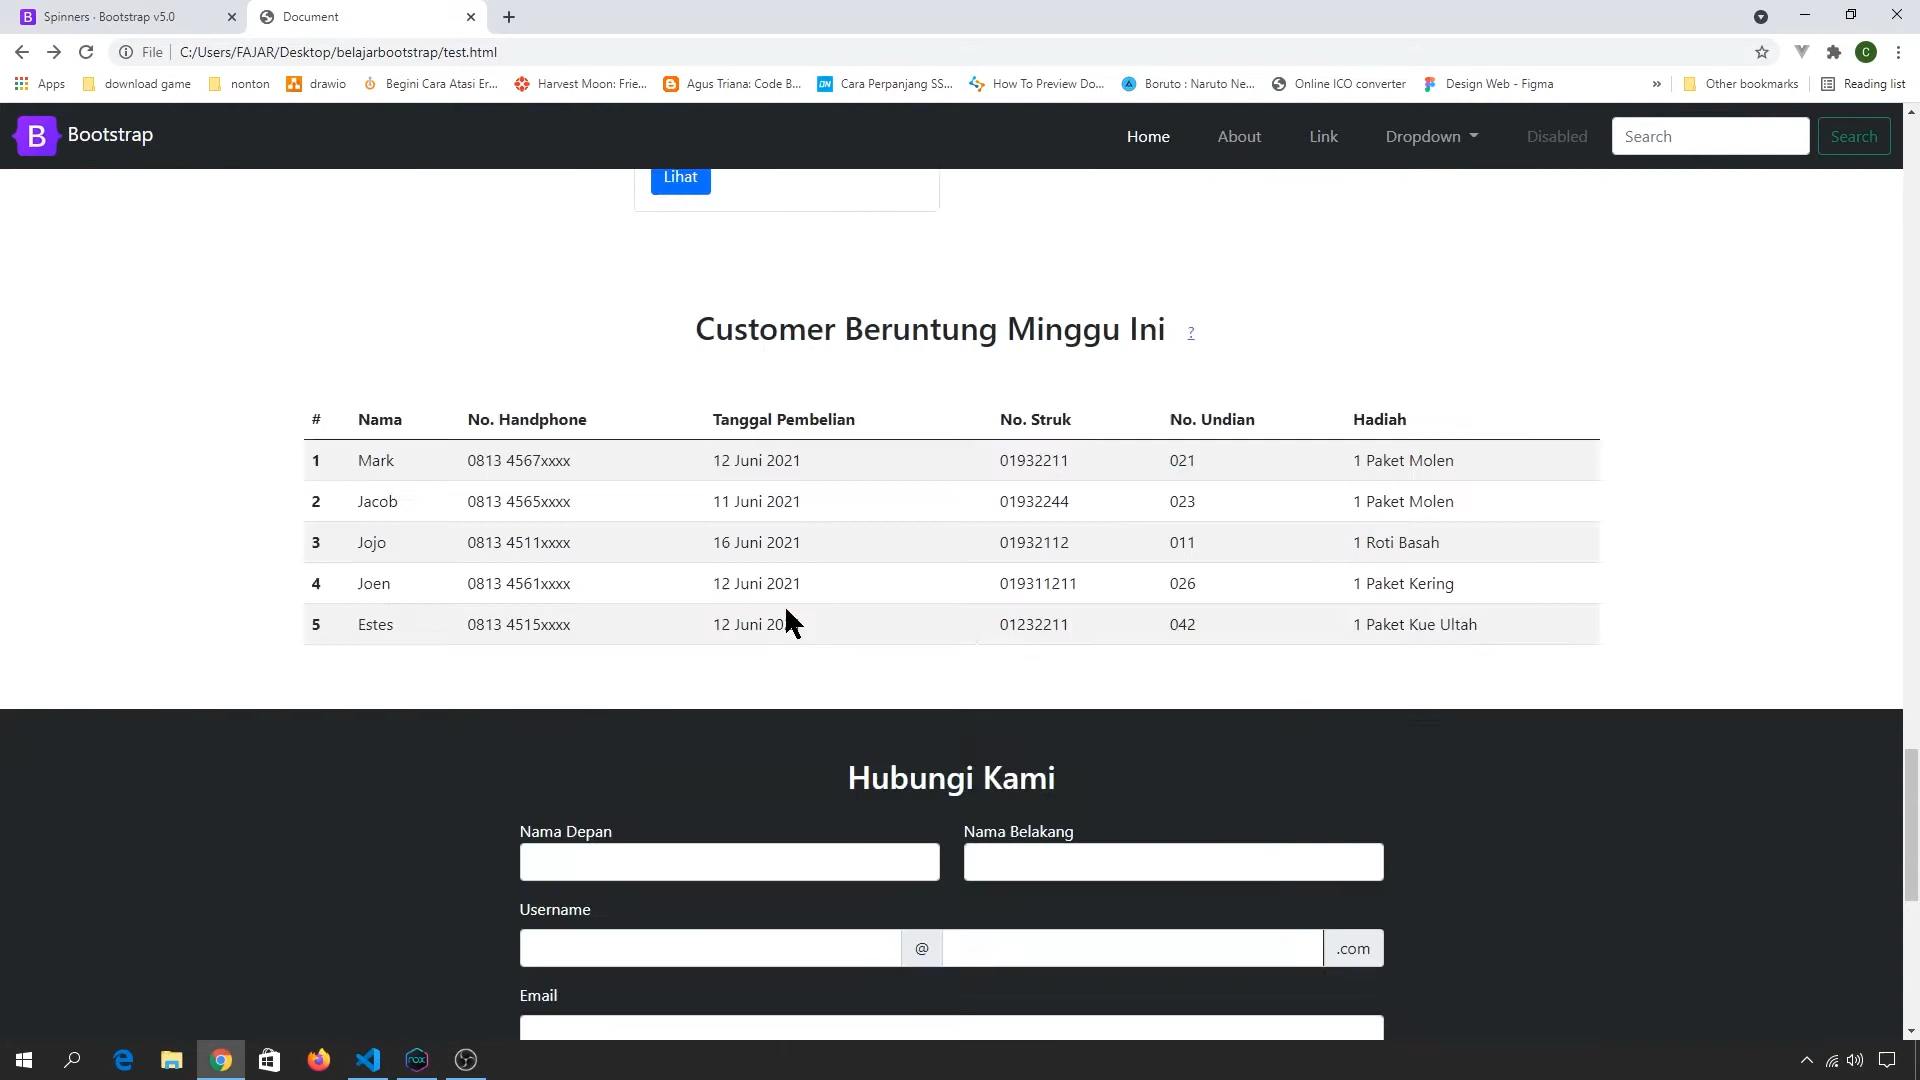 Spinners · Bootstrap v5.0
Document
File
C:/Users/FAJAR/Desktop/belajarbootstrap/test.html
C
Apps
download game
nonton
drawio
Begini Cara Atasi Er...
Harvest Moon: Frie...
Agus Triana: Code B...
Cara Perpanjang SS...
How To Preview Do...
Boruto : Naruto Ne...
Online ICO converter
Design Web - Figma
»
Other bookmarks
Reading list
B Bootstrap
Home
About
Link
Dropdown
Disabled
Search
Search
Lihat
Customer Beruntung Minggu Ini ?
# Nama No. Handphone Tanggal Pembelian No. Struk No. Undian Hadiah
1 Mark 0813 4567xxxx 12 Juni 2021 01932211 021 1 Paket Molen
2 Jacob 0813 4565xxxx 11 Juni 2021 01932244 023 1 Paket Molen
3 Jojo 0813 4511xxxx 16 Juni 2021 01932112 011 1 Roti Basah
4 Joen 0813 4561xxxx 12 Juni 2021 019311211 026 1 Paket Kering
5 Estes 0813 4515xxxx 12 Juni 01232211 042 1 Paket Kue Ultah
Hubungi Kami
Nama Depan
Nama Belakang
Username
@
.com
Email